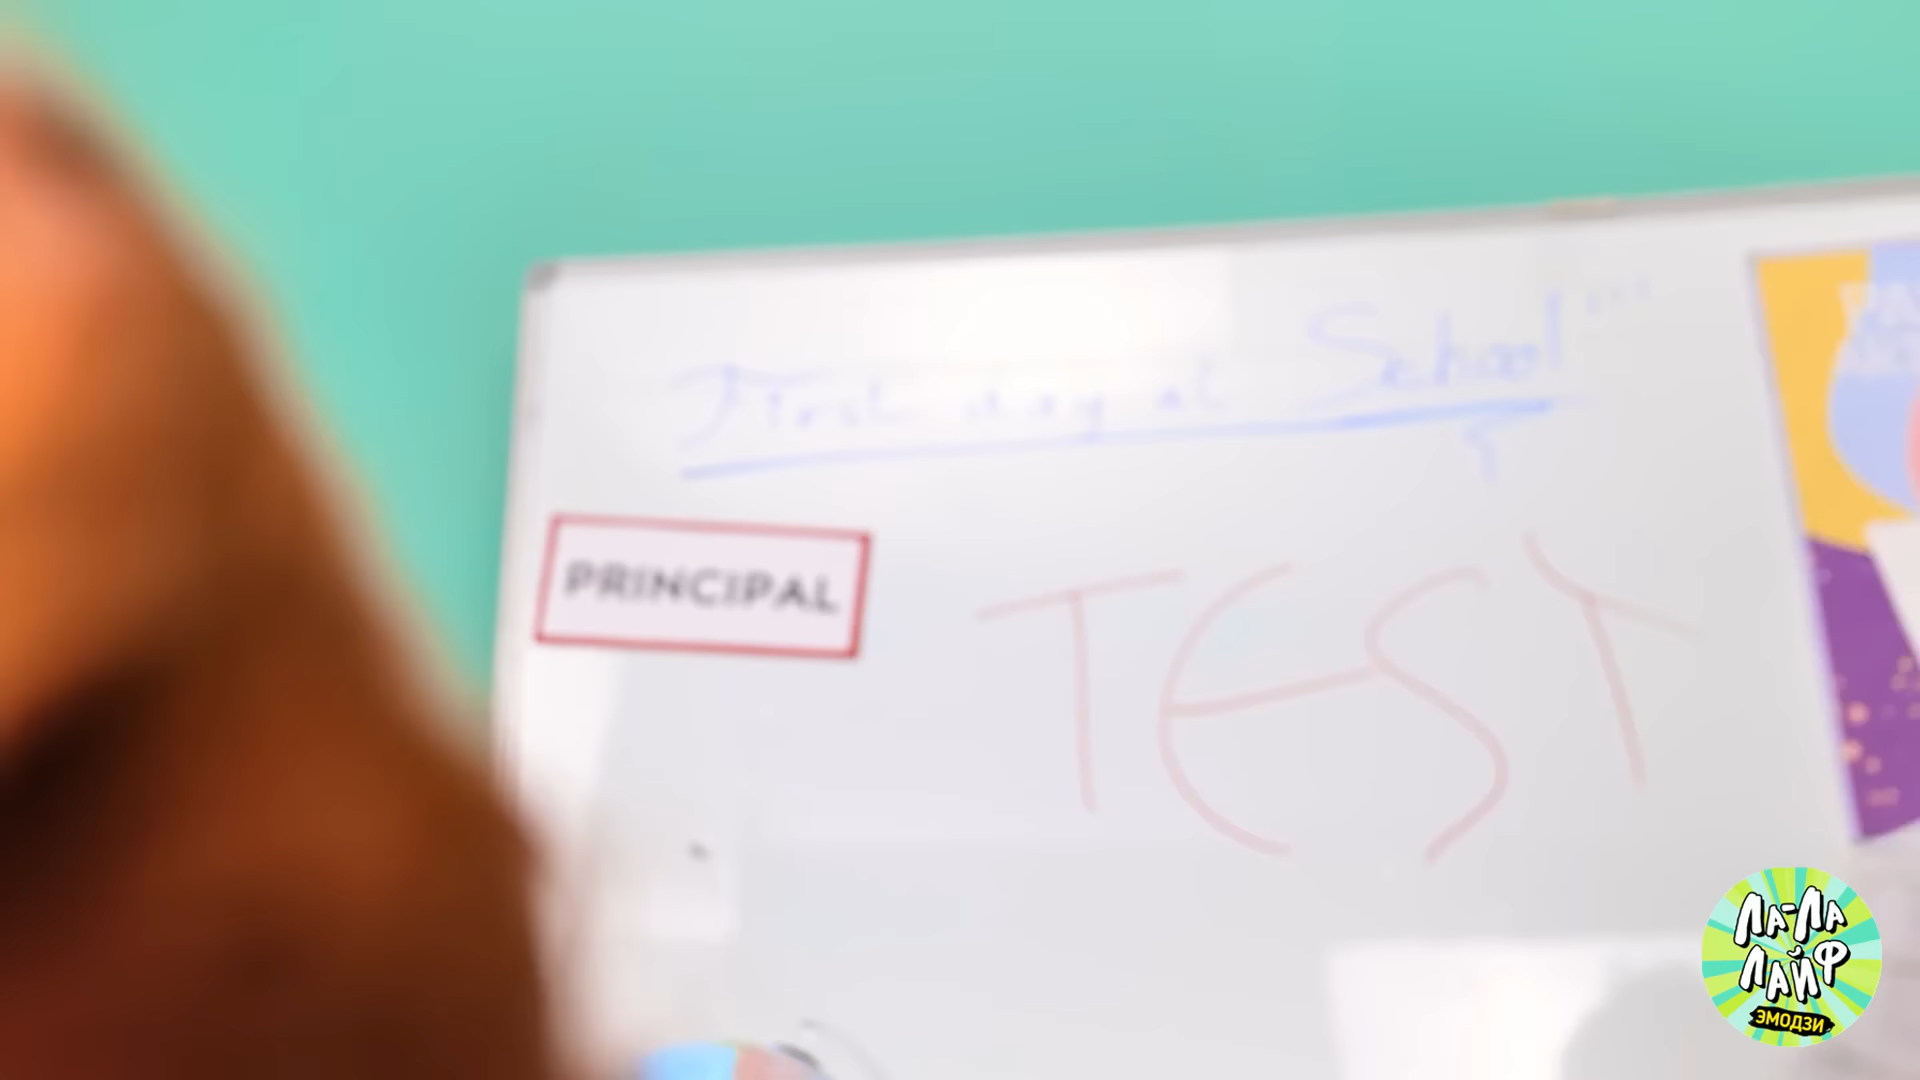 First day at School
PRINCIPAL
TEST
ЛА-ЛА
ЛАЙФ
ЭМОДЗИ